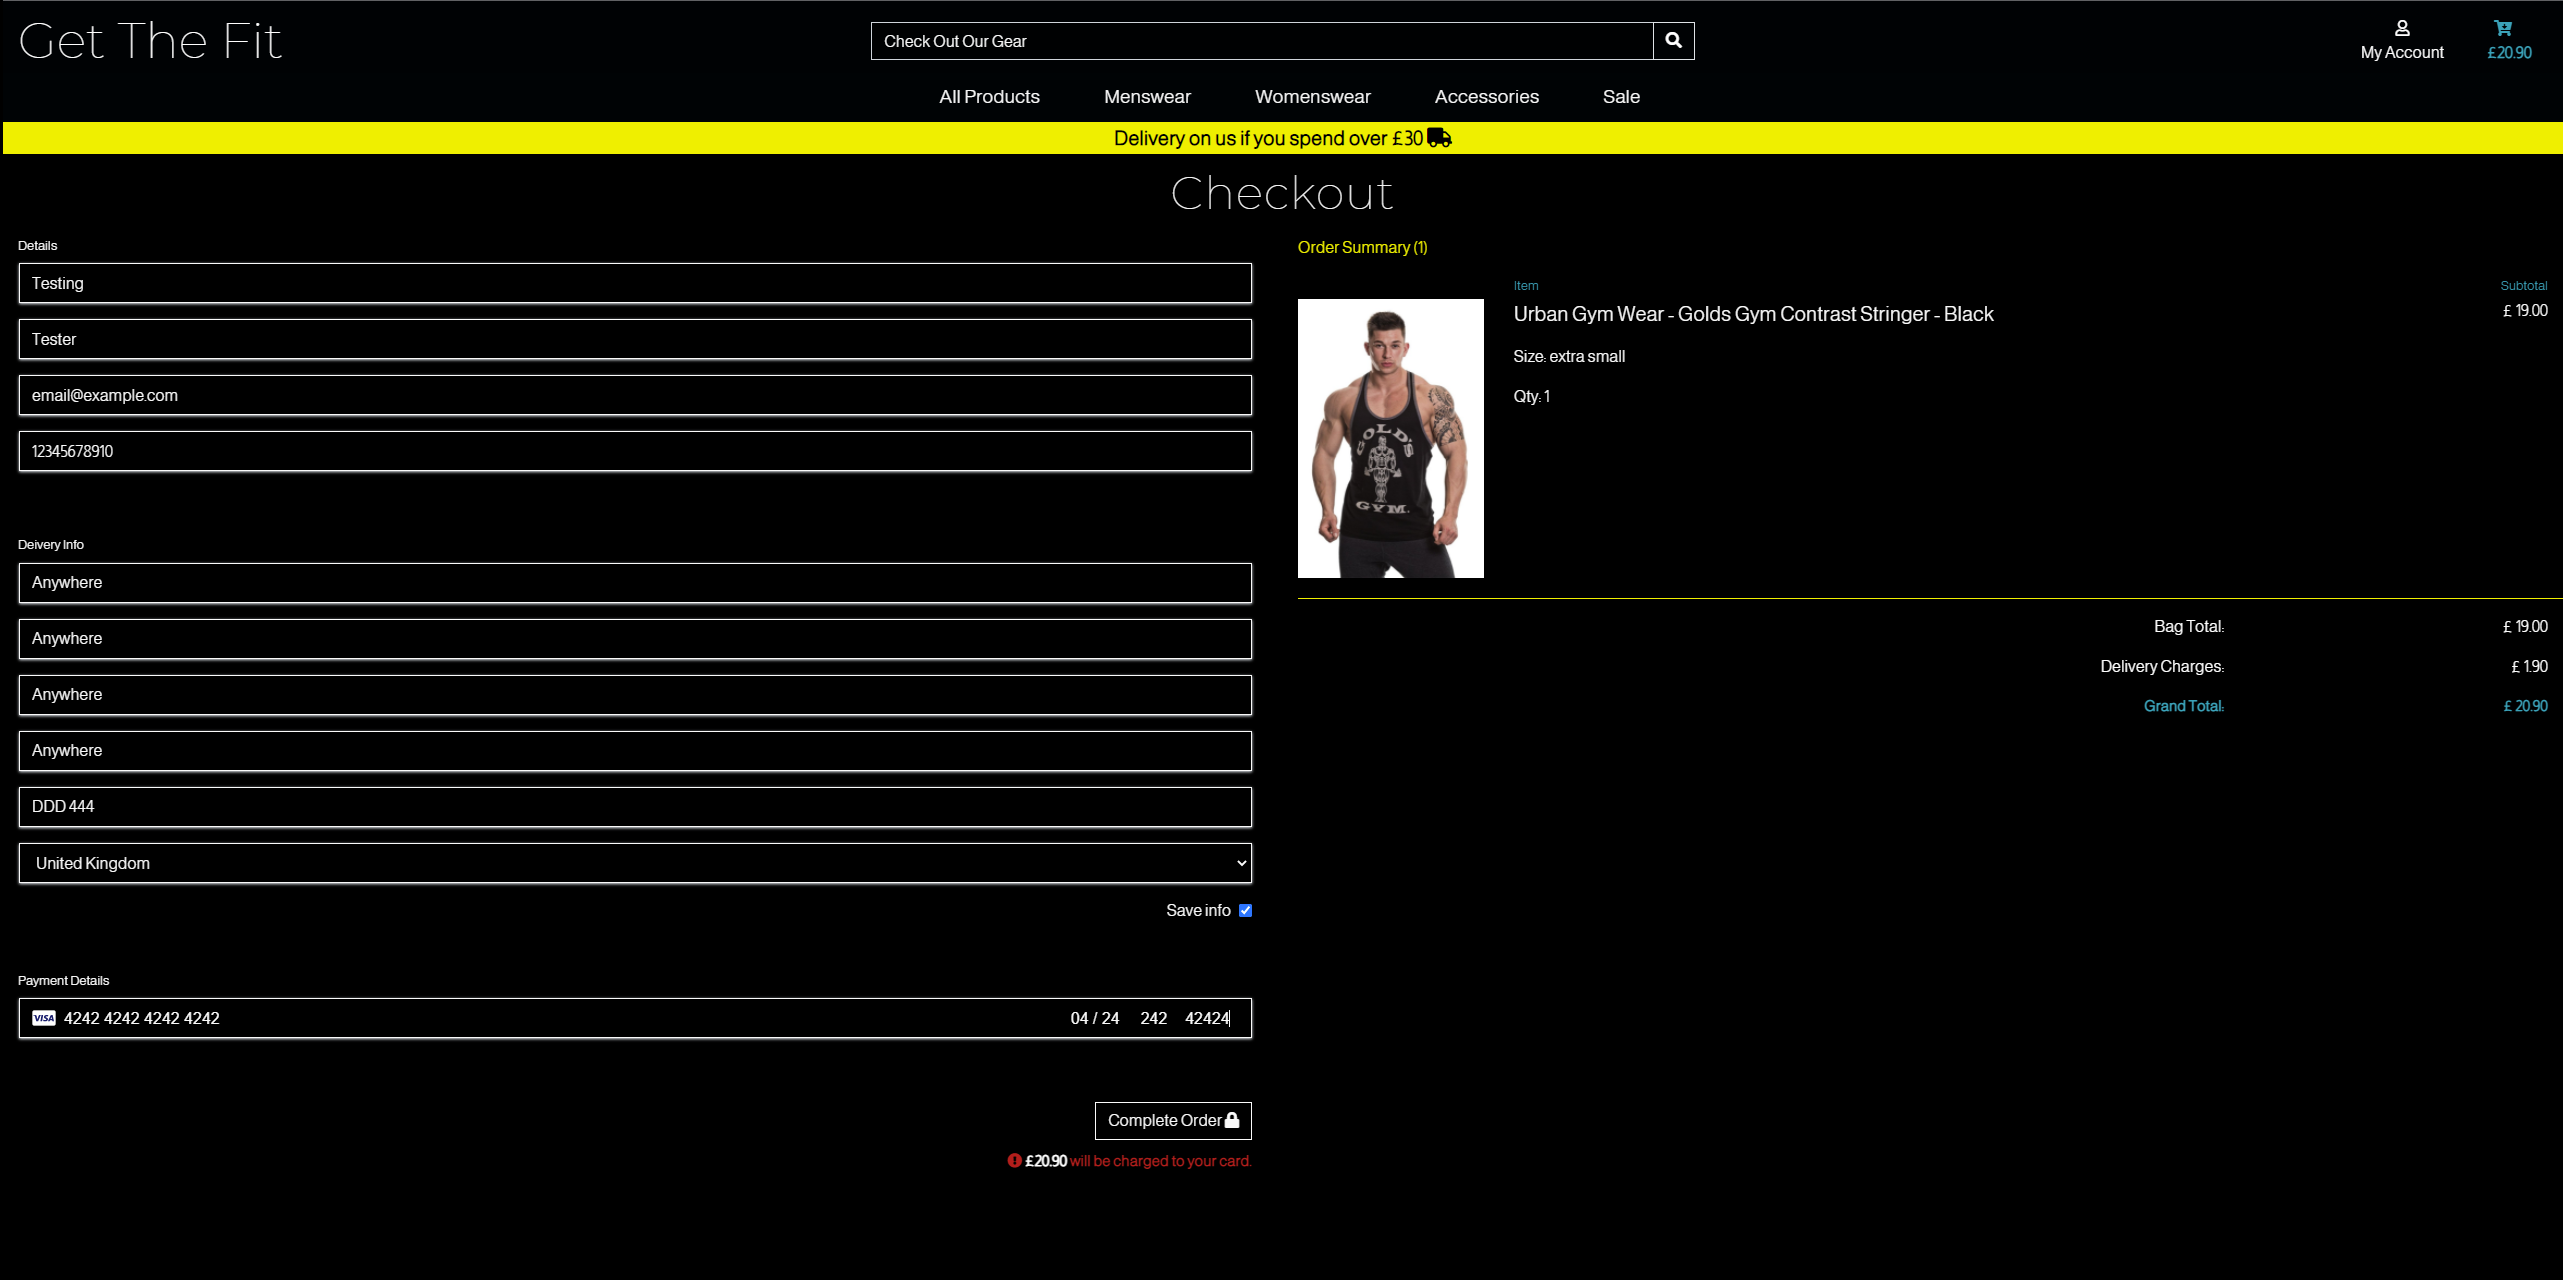 Get The Fit
Check Out Our Gear
My Account
£20.90
All Products Menswear Womenswear Accessories Sale
Delivery on us if you spend over £30
Checkout
Details
Testing
Tester
email@example.com
12345678910
Deivery Info
Anywhere
Anywhere
Anywhere
Anywhere
DDD 444
United Kingdom
Save info
Payment Details
VISA 4242 4242 4242 4242 04 / 24 242 42424
Complete Order
£20.90 will be charged to your card.
Order Summary (1)
Item Subtotal
Urban Gym Wear - Golds Gym Contrast Stringer - Black £ 19.00
Size: extra small
Qty: 1
GOLD'S
GYM.
Bag Total: £ 19.00
Delivery Charges: £ 1.90
Grand Total: £ 20.90